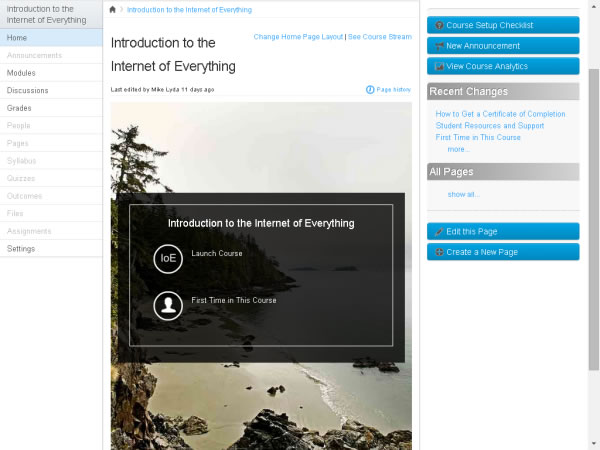 Introduction to the
Internet of Everything
Home
Announcements
Modules
Discussions
Grades
People
Pages
Syllabus
Quizzes
Outcomes
Files
Assignments
Settings
Introduction to the Internet of Everything
Introduction to the
Internet of Everything
Change Home Page Layout | See Course Stream
Last edited by Mike Lyda 11 days ago
Page history
Introduction to the Internet of Everything
IoE
Launch Course
First Time in This Course
Course Setup Checklist
New Announcement
View Course Analytics
Recent Changes
How to Get a Certificate of Completion
Student Resources and Support
First Time in This Course
more...
All Pages
show all...
Edit this Page
Create a New Page